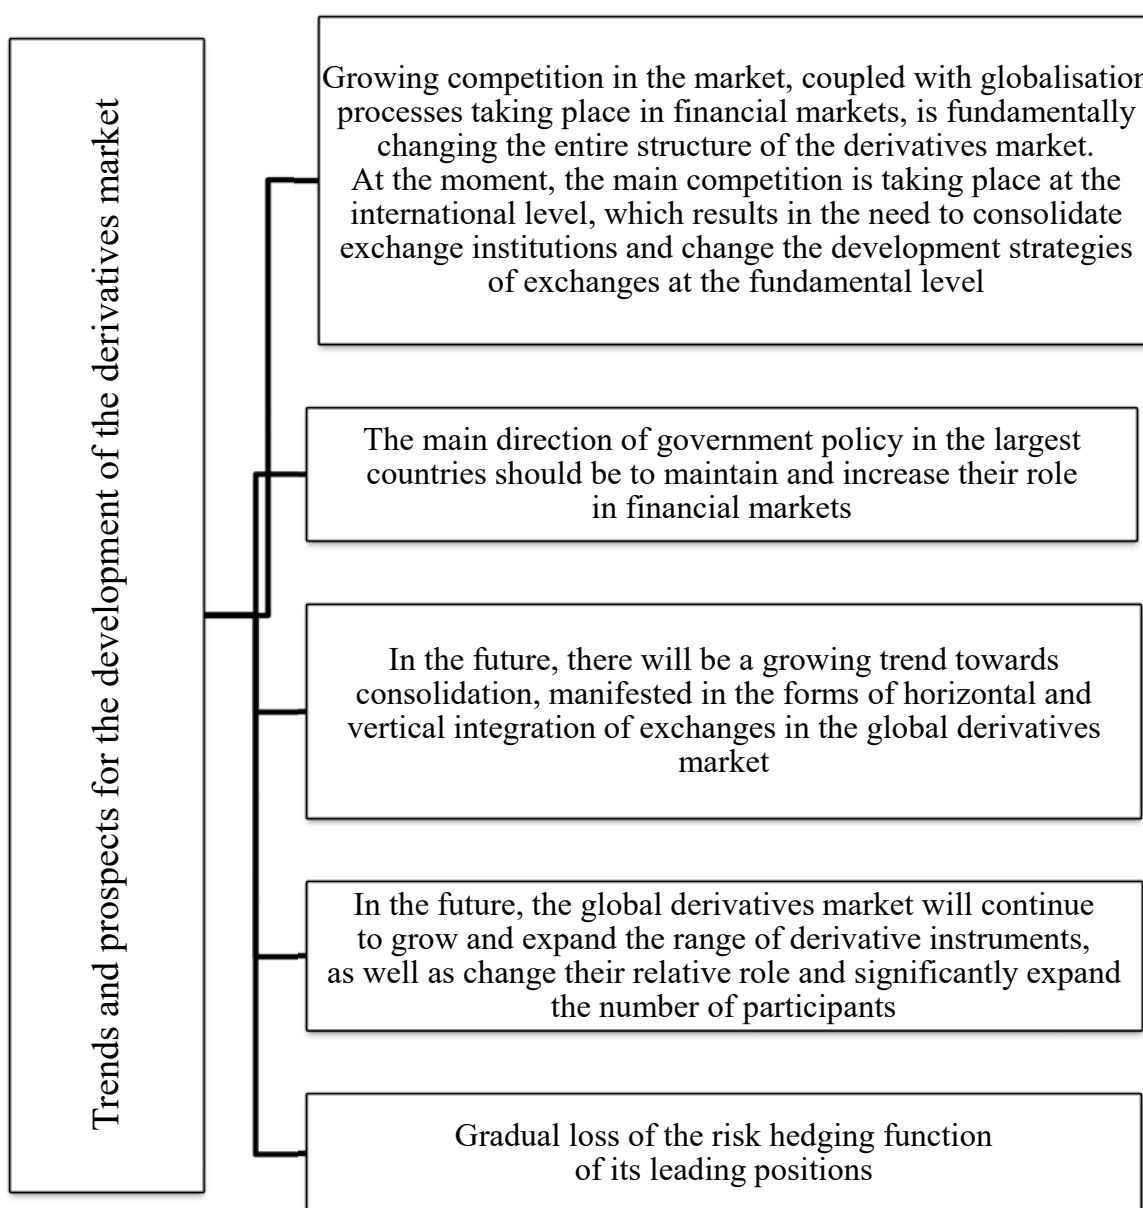 Trends and prospects for the development of the derivatives market
Growing competition in the market, coupled with globalisation
processes taking place in financial markets, is fundamentally
changing the entire structure of the derivatives market.
At the moment, the main competition is taking place at the
international level, which results in the need to consolidate
exchange institutions and change the development strategies
of exchanges at the fundamental level
The main direction of government policy in the largest
countries should be to maintain and increase their role
in financial markets
In the future, there will be a growing trend towards
consolidation, manifested in the forms of horizontal and
vertical integration of exchanges in the global derivatives
market
In the future, the global derivatives market will continue
to grow and expand the range of derivative instruments,
as well as change their relative role and significantly expand
the number of participants
Gradual loss of the risk hedging function
of its leading positions